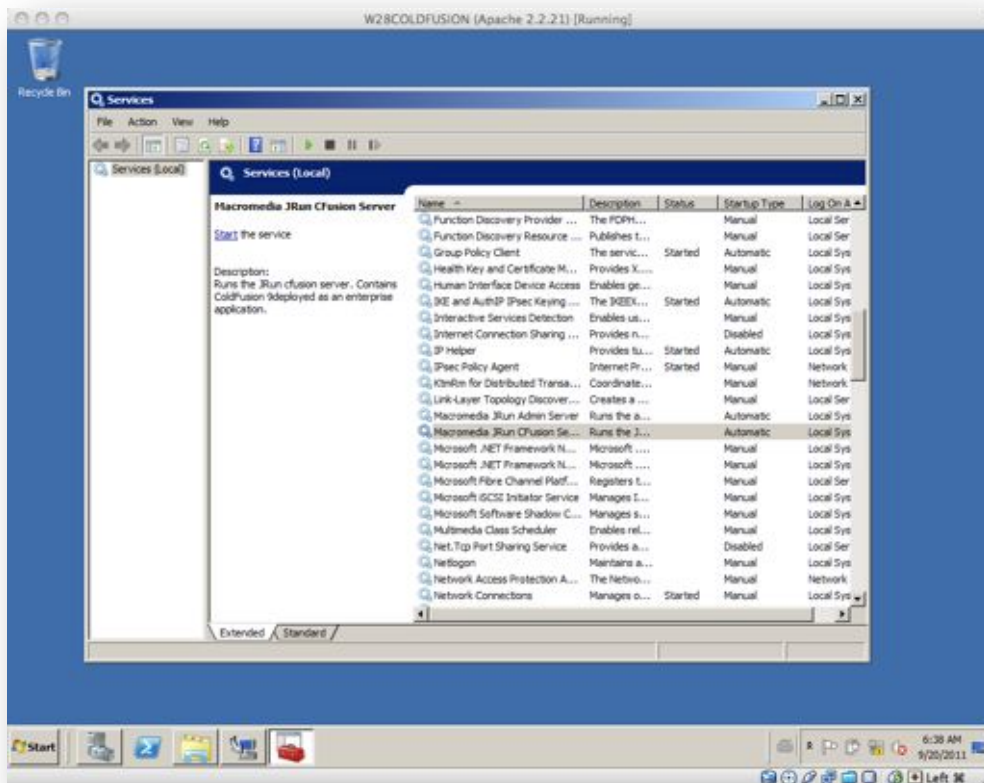 W28COLDFUSION (Apache 2.2.21) [Running]
Recycle Bin
Services
File Action View Help
Services (Local)
Services (Local)
Macromedia JRun CFusion Server
Start the service
Description:
Runs the JRun cfusion server. Contains
ColdFusion 9deployed as an enterprise
application.
Name Description Status Startup Type Log On A
Function Discovery Provider ... The FDPH... Manual Local Ser
Function Discovery Resource ... Publishes t... Manual Local Ser
Group Policy Client The servic... Started Automatic Local Sys
Health Key and Certificate M... Provides X.... Manual Local Sys
Human Interface Device Access Enables ge... Manual Local Sys
IKE and AuthIP IPsec Keying ... The IKEEX... Started Automatic Local Sys
Interactive Services Detection Enables us... Manual Local Sys
Internet Connection Sharing ... Provides n... Disabled Local Sys
IP Helper Provides tu... Started Automatic Local Sys
IPsec Policy Agent Internet Pr... Started Manual Network
KtmRm for Distributed Transa... Coordinate... Manual Network
Link-Layer Topology Discover... Creates a ... Manual Local Ser
Macromedia JRun Admin Server Runs the a... Automatic Local Sys
Macromedia JRun CFusion Se... Runs the J... Automatic Local Sys
Microsoft .NET Framework N... Microsoft .... Manual Local Sys
Microsoft .NET Framework N... Microsoft .... Manual Local Sys
Microsoft Fibre Channel Platf... Registers t... Manual Local Ser
Microsoft iSCSI Initiator Service Manages I... Manual Local Sys
Microsoft Software Shadow C... Manages s... Manual Local Sys
Multimedia Class Scheduler Enables rel... Manual Local Sys
Net.Tcp Port Sharing Service Provides a... Disabled Local Ser
Netlogon Maintains a... Manual Local Sys
Network Access Protection A... The Netwo... Manual Network
Network Connections Manages o... Started Manual Local Sys
Extended Standard
Start
6:38 AM
9/20/2011
Left ⌘